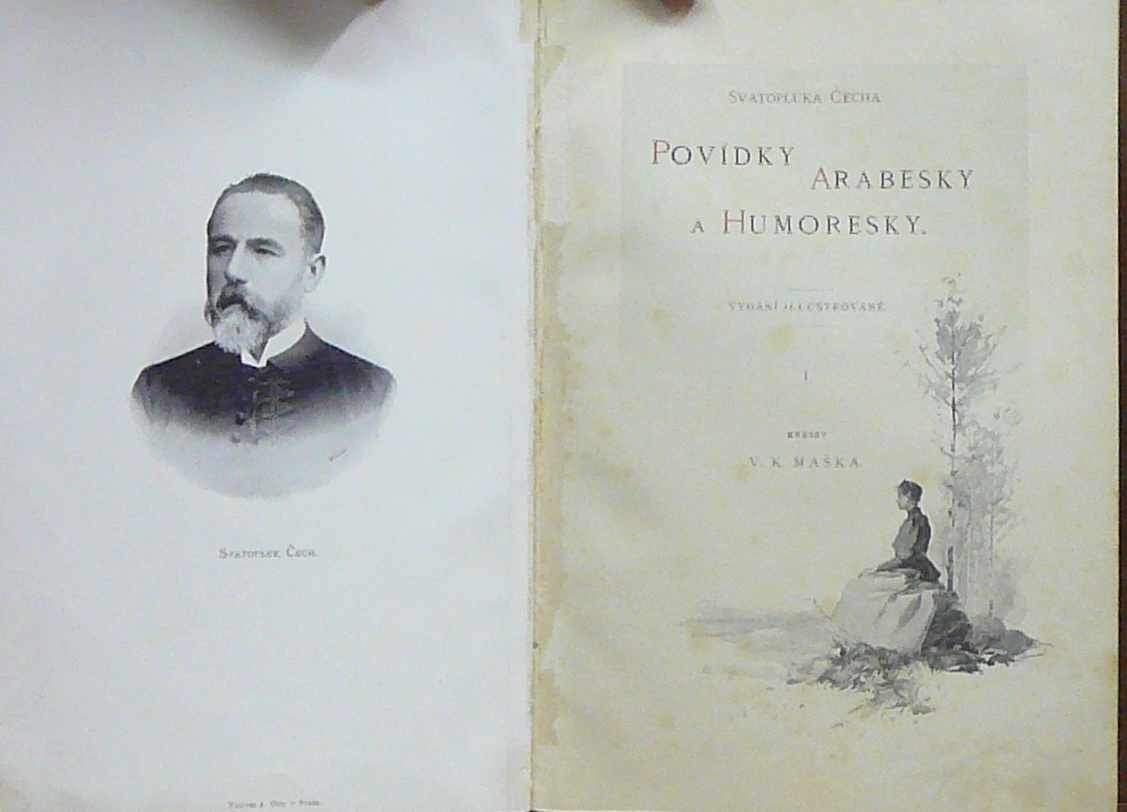 Svatopluk Čech.
Svatopluka Čecha
Povídky
Arabesky
a Humoresky.
Vydání illustrované.
I
Kresby
V. K. Maška